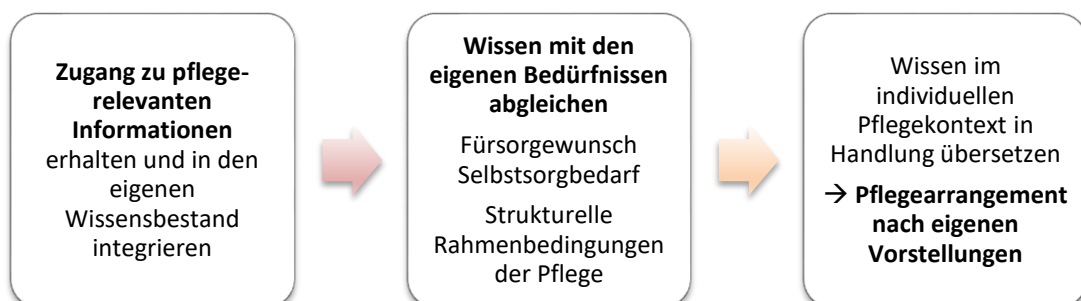 Zugang zu pflege-
relevanten
Informationen
erhalten und in den
eigenen
Wissensbestand
integrieren
Wissen mit den
eigenen Bedürfnissen
abgleichen
Fürsorgewunsch
Selbstsorgbedarf
Strukturelle
Rahmenbedingungen
der Pflege
Wissen im
individuellen
Pflegekontext in
Handlung übersetzen
→ Pflegearrangement
nach eigenen
Vorstellungen